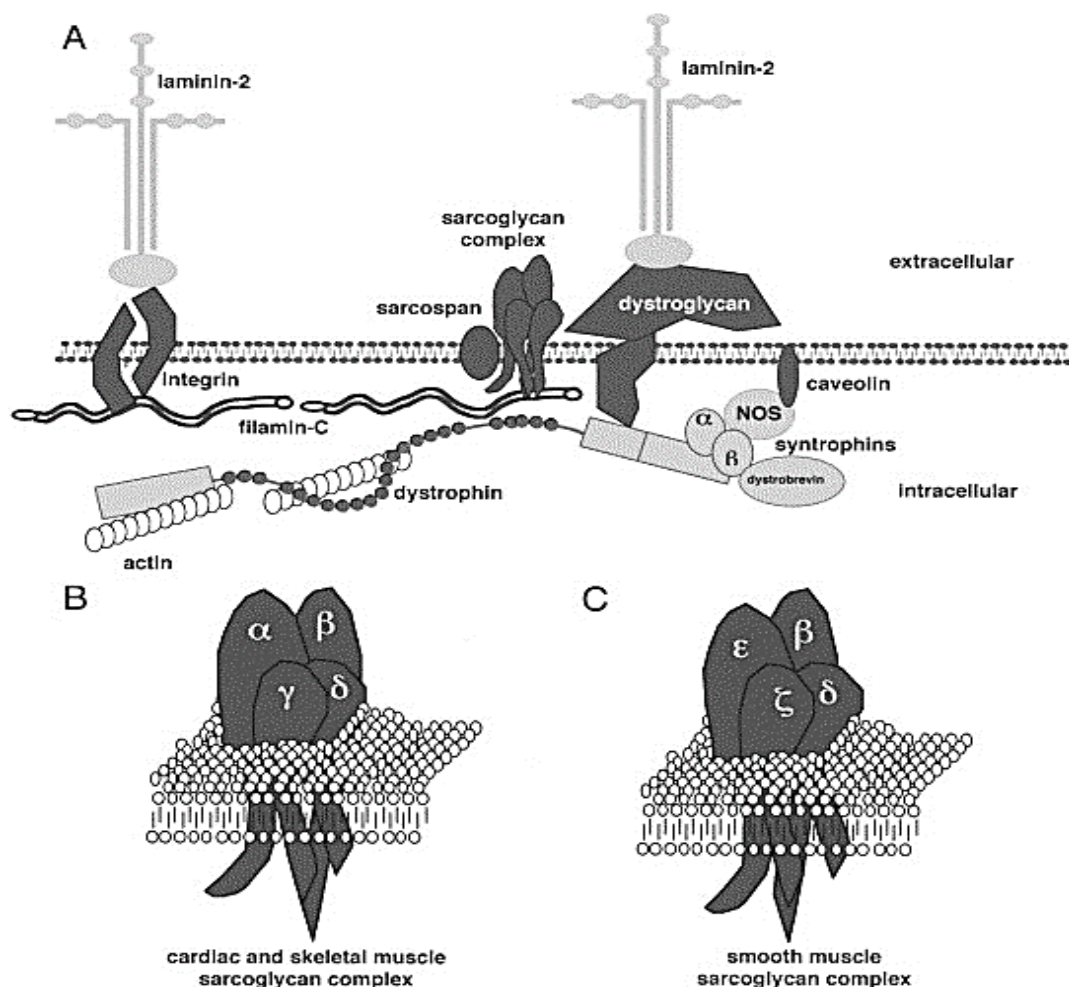 A
laminin-2
laminin-2
sarcoglycan
complex
extracellular
dystroglycan
sarcospan
integrin
caveolin
filamin-C
α
NOS
syntrophins
β
dystrophin
dystrobrevin
intracellular
actin
B
C
α
β
γ
δ
ε
β
ζ
δ
cardiac and skeletal muscle
sarcoglycan complex
smooth muscle
sarcoglycan complex